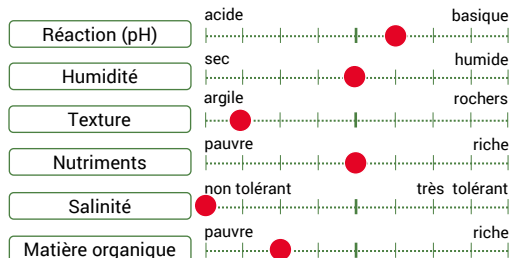 acide basique
Réaction (pH)
sec humide
Humidité
argile rochers
Texture
pauvre riche
Nutriments
non tolérant très tolérant
Salinité
pauvre riche
Matière organique